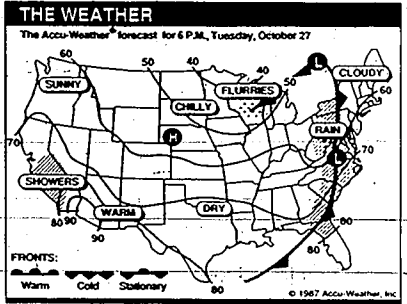 THE WEATHER
The Accu-Weather forecast for 6 P.M., Tuesday, October 27
60
50
40
40
50
L
CLOUDY
SUNNY
FLURRIES
60
CHILLY
RAIN
70
H
L
70
SHOWERS
WARM
DRY
80 90
90
80
80
80
FRONTS:
Warm Cold Stationary
© 1987 Accu-Weather, Inc